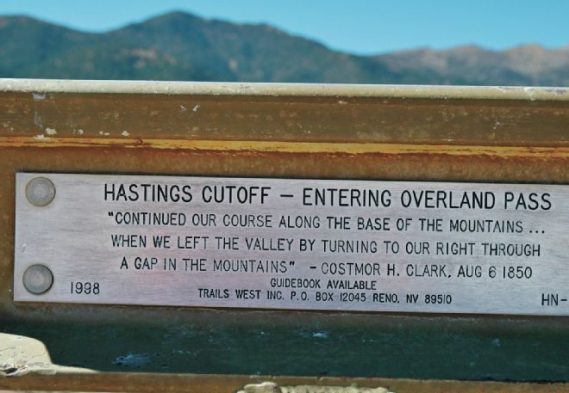 HASTINGS CUTOFF – ENTERING OVERLAND PASS
"CONTINUED OUR COURSE ALONG THE BASE OF THE MOUNTAINS ...
WHEN WE LEFT THE VALLEY BY TURNING TO OUR RIGHT THROUGH
A GAP IN THE MOUNTAINS" – COSTMOR H. CLARK, AUG 6 1850
GUIDEBOOK AVAILABLE
1998 TRAILS WEST INC. P.O. BOX 12045 RENO, NV 89510 HN-